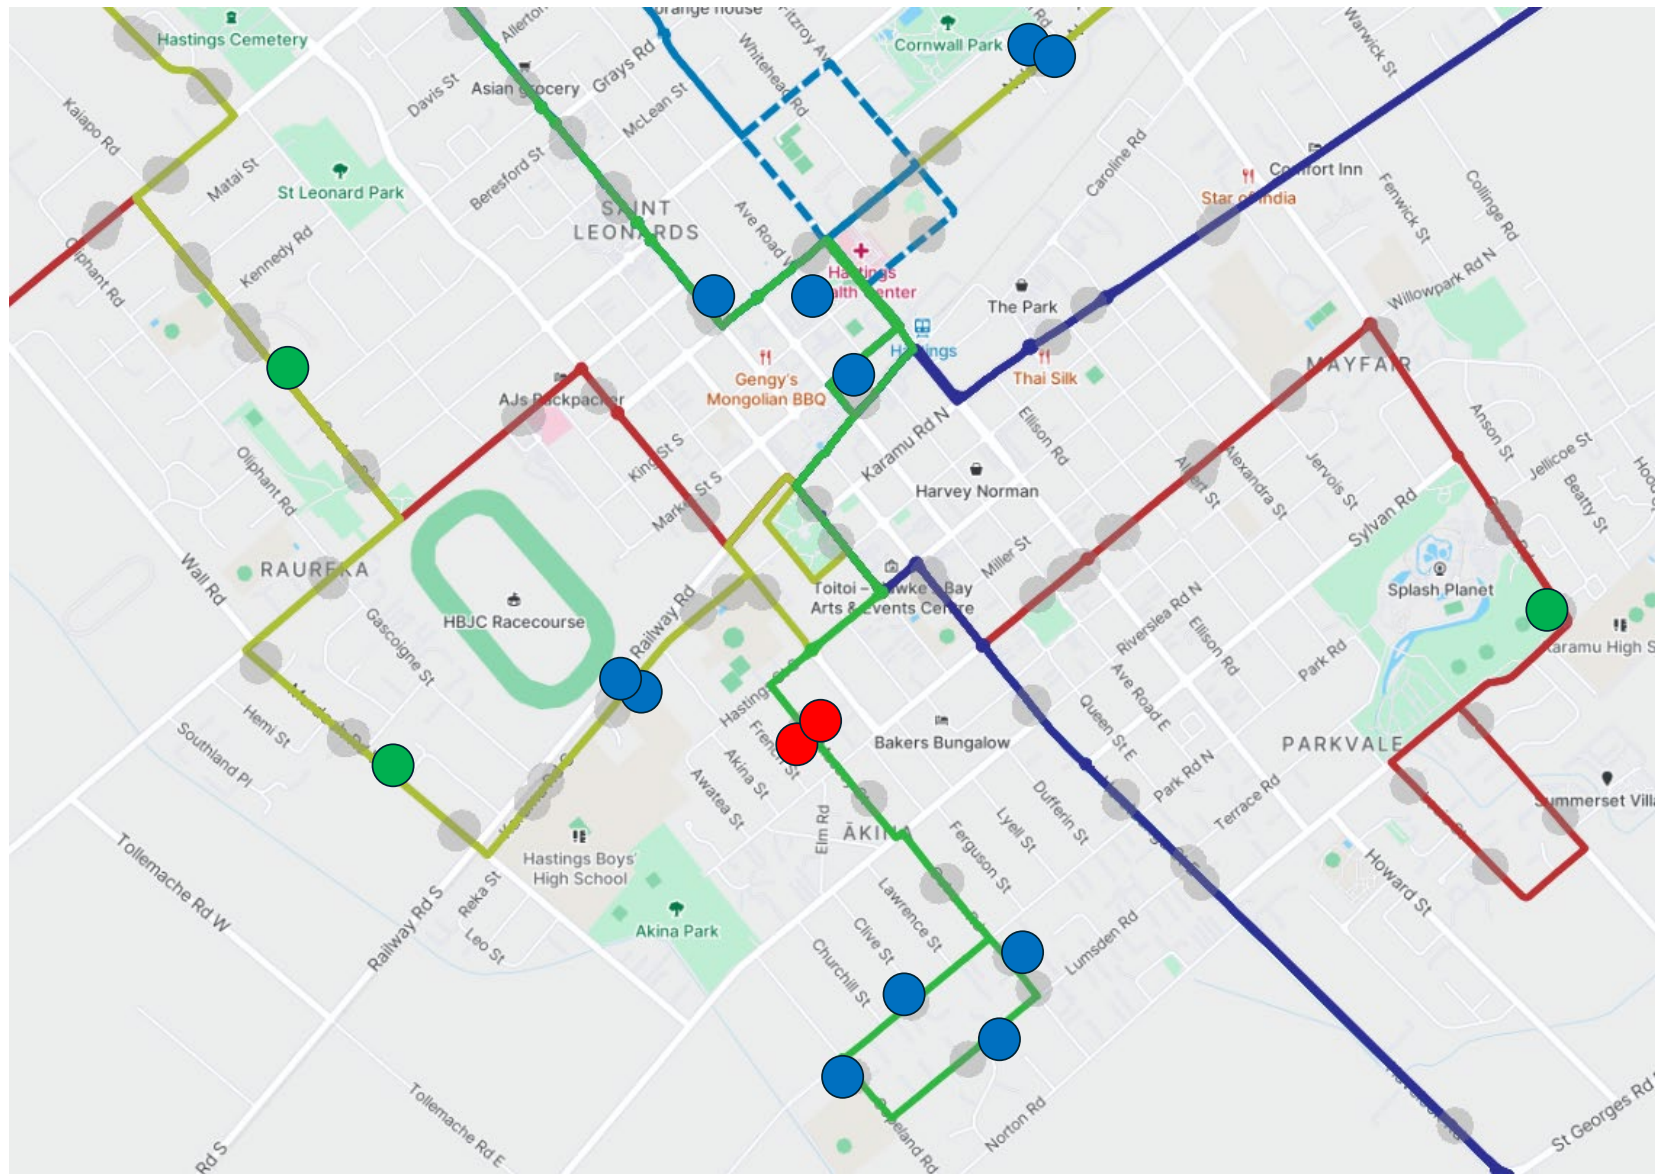 Hastings Cemetery
Allerton
Grays Rd
Whitehead Rd
Fitzroy Ave
Cornwall Park
Warwick St
Asian grocery
Davis St
McLean St
Kaiapo Rd
Matai St
St Leonard Park
Beresford St
Caroline Rd
Comfort Inn
Star of India
Fenwick St
Collinge Rd
SAINT
LEONARDS
Ave Road W
Oliphant Rd
Kennedy Rd
Hastings
Health Center
The Park
Willowpark Rd N
Hastings
Gengy's
Mongolian BBQ
Thai Silk
MAYFAIR
AJs Backpacker
Karamu Rd N
Ellison Rd
Anson St
Jellicoe St
Beatty St
King St S
Market St S
Oliphant Rd
Harvey Norman
Albert St
Alexandra St
Jervois St
Sylvan Rd
Wall Rd
RAUREKA
Miller St
Splash Planet
HBJC Racecourse
Railway Rd
Toitoi – Hawke's Bay
Arts & Events Centre
Riverslea Rd N
Ellison Rd
Gascoigne St
Park Rd
Karamu High S
Hastings St S
Hemi St
Southland Pl
French St
Akina St
Awatea St
Bakers Bungalow
Queen St E
Ave Road E
Park Rd N
PARKVALE
Terrace Rd
Summerset Villa
Elm Rd
ĀKINA
Dufferin St
Lyell St
Ferguson St
Tollemache Rd W
Hastings Boys'
High School
Howard St
Reka St
Railway Rd S
Leo St
Akina Park
Lawrence St
Clive St
Churchill St
Lumsden Rd
Tollemache Rd E
Copeland Rd
Norton Rd
St Georges Rd
Rd S